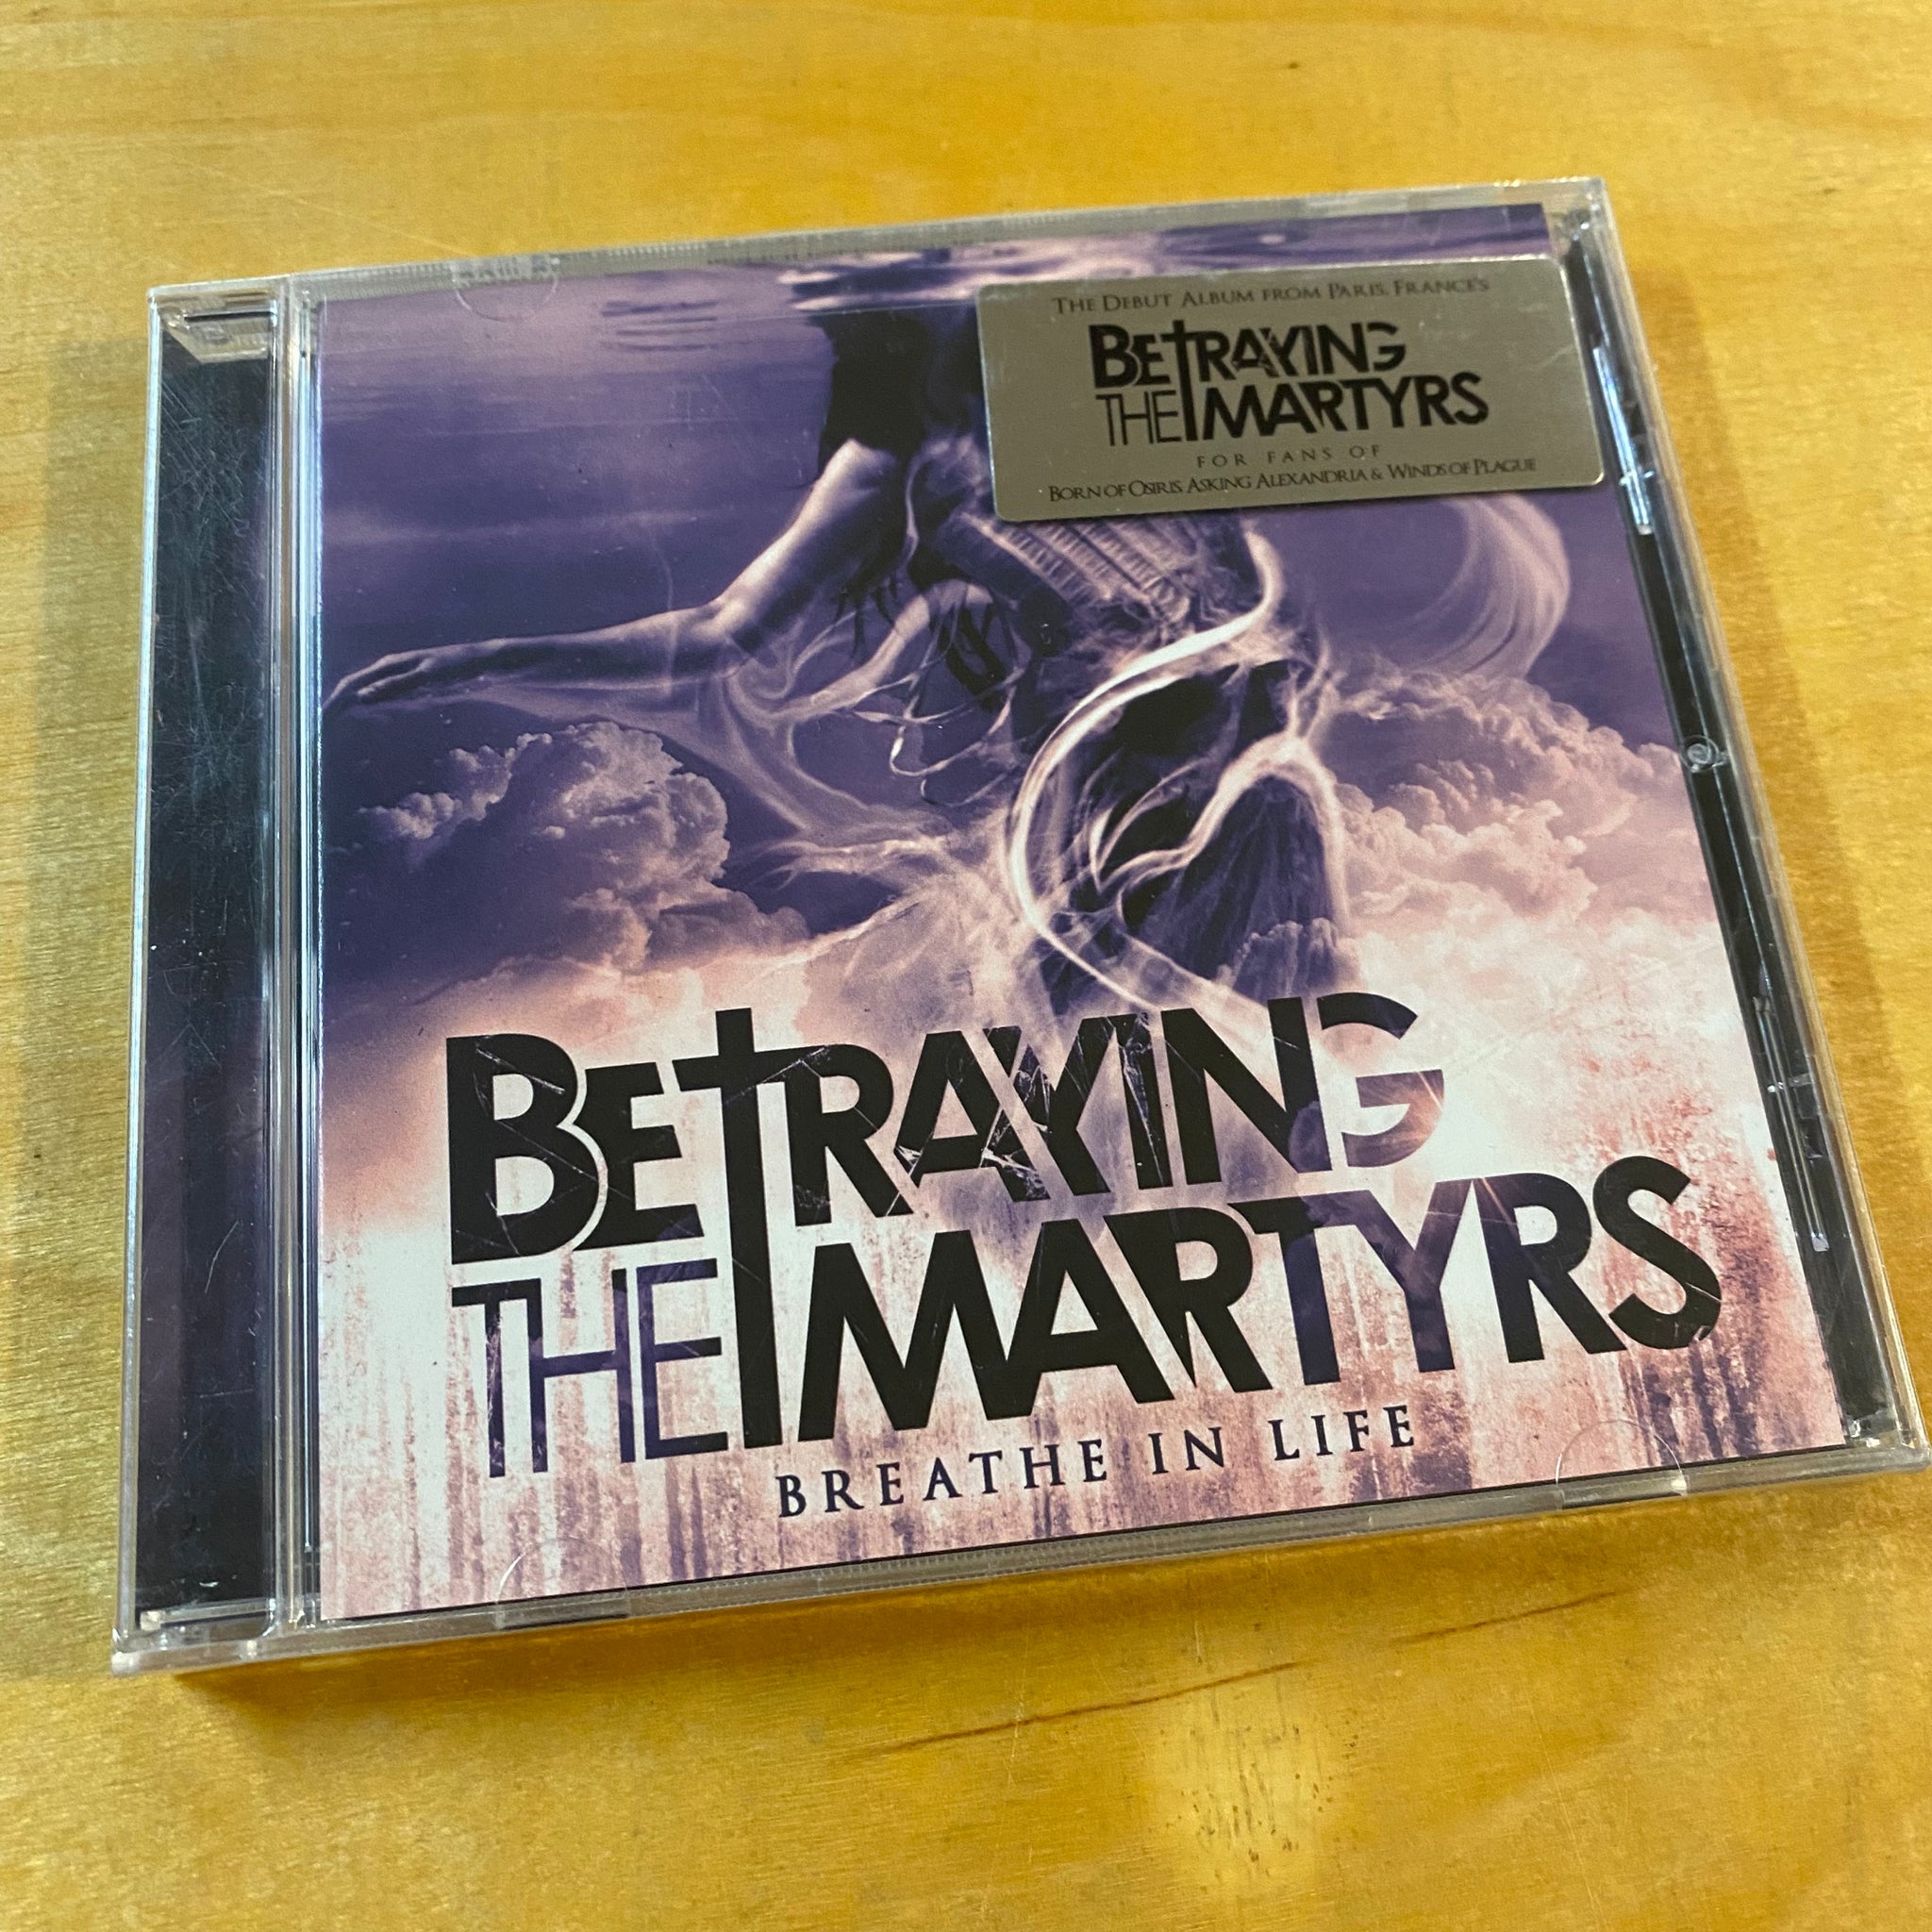 THE DEBUT ALBUM FROM PARIS, FRANCE'S
BETRAYING
THE MARTYRS
FOR FANS OF
BORN OF OSIRIS, ASKING ALEXANDRIA & WINDS OF PLAGUE
BETRAYING
THE MARTYRS
BREATHE IN LIFE